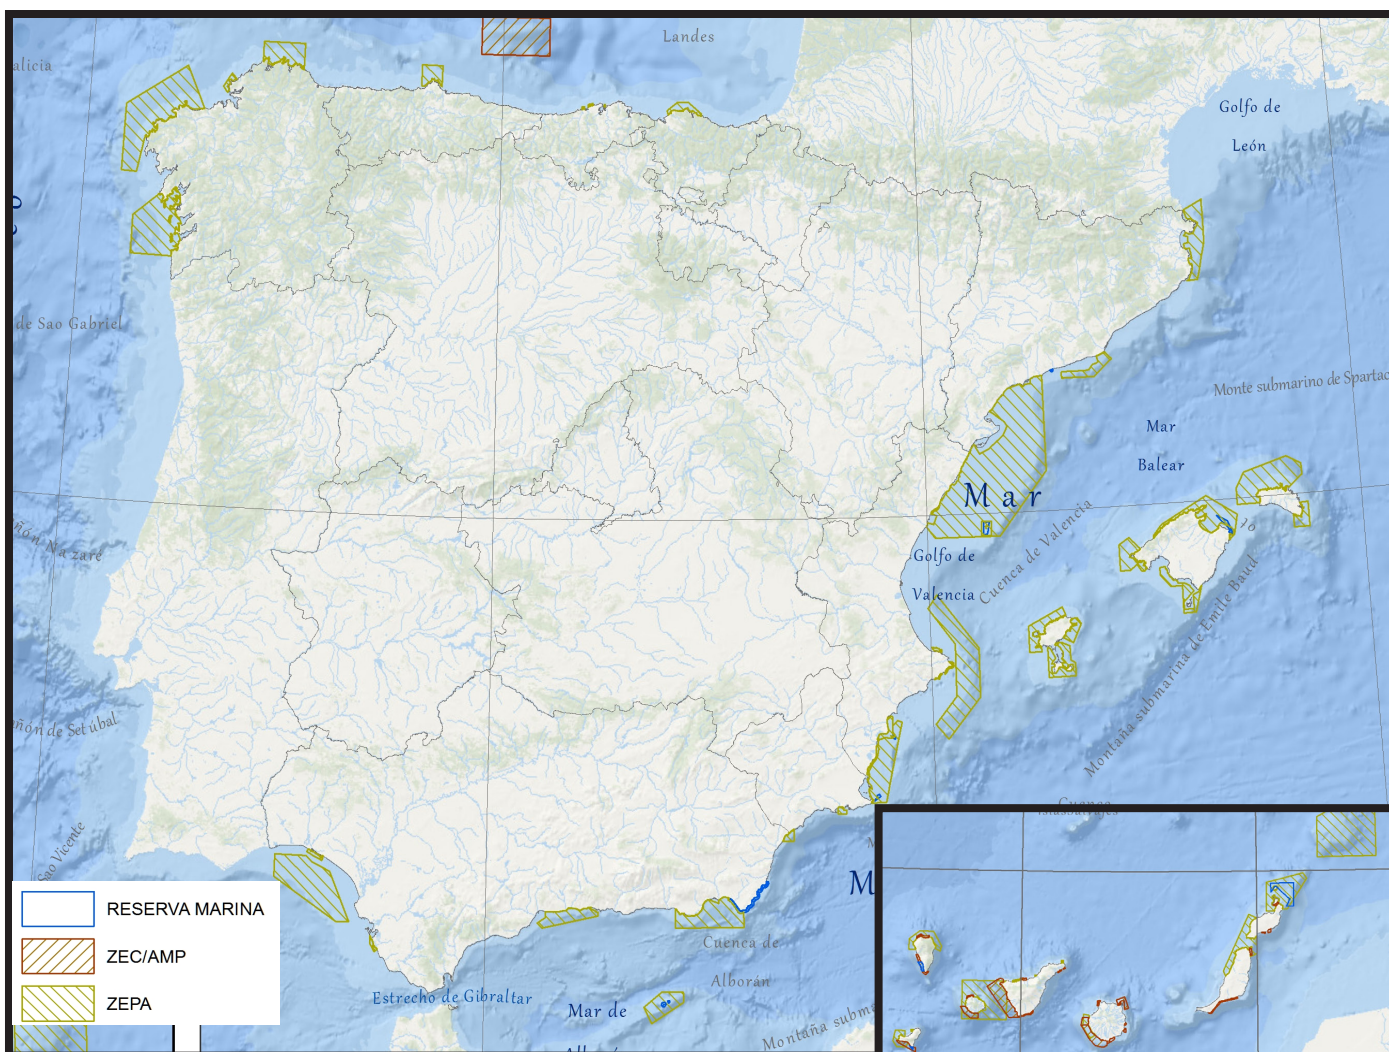 Landes
alicia
Golfo de
León
de Sao Gabriel
Monte submarino de Spartac
Mar
Balear
Mar
Cuenca de Valencia
Golfo de
Valencia
Montaña submarina de Emile Baud
ñón Nazaré
ñón de Setúbal
Sao Vicente
Cuenca
M
RESERVA MARINA
ZEC/AMP
ZEPA
Cuenca de
Alborán
Estrecho de Gibraltar
Mar de
Montaña subma